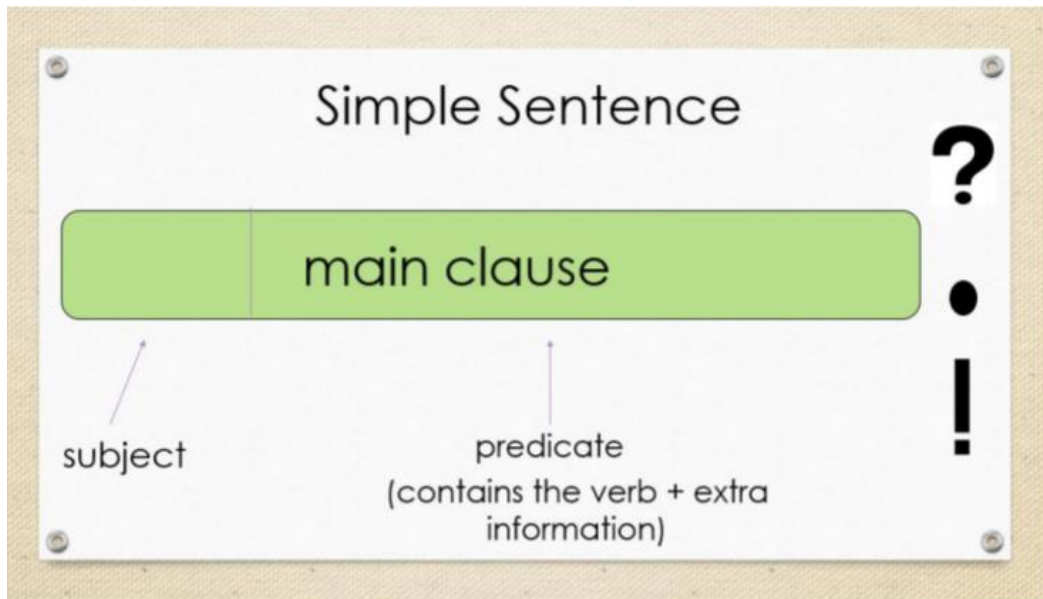 Simple Sentence
?
main clause
.
!
subject
predicate
(contains the verb + extra
information)